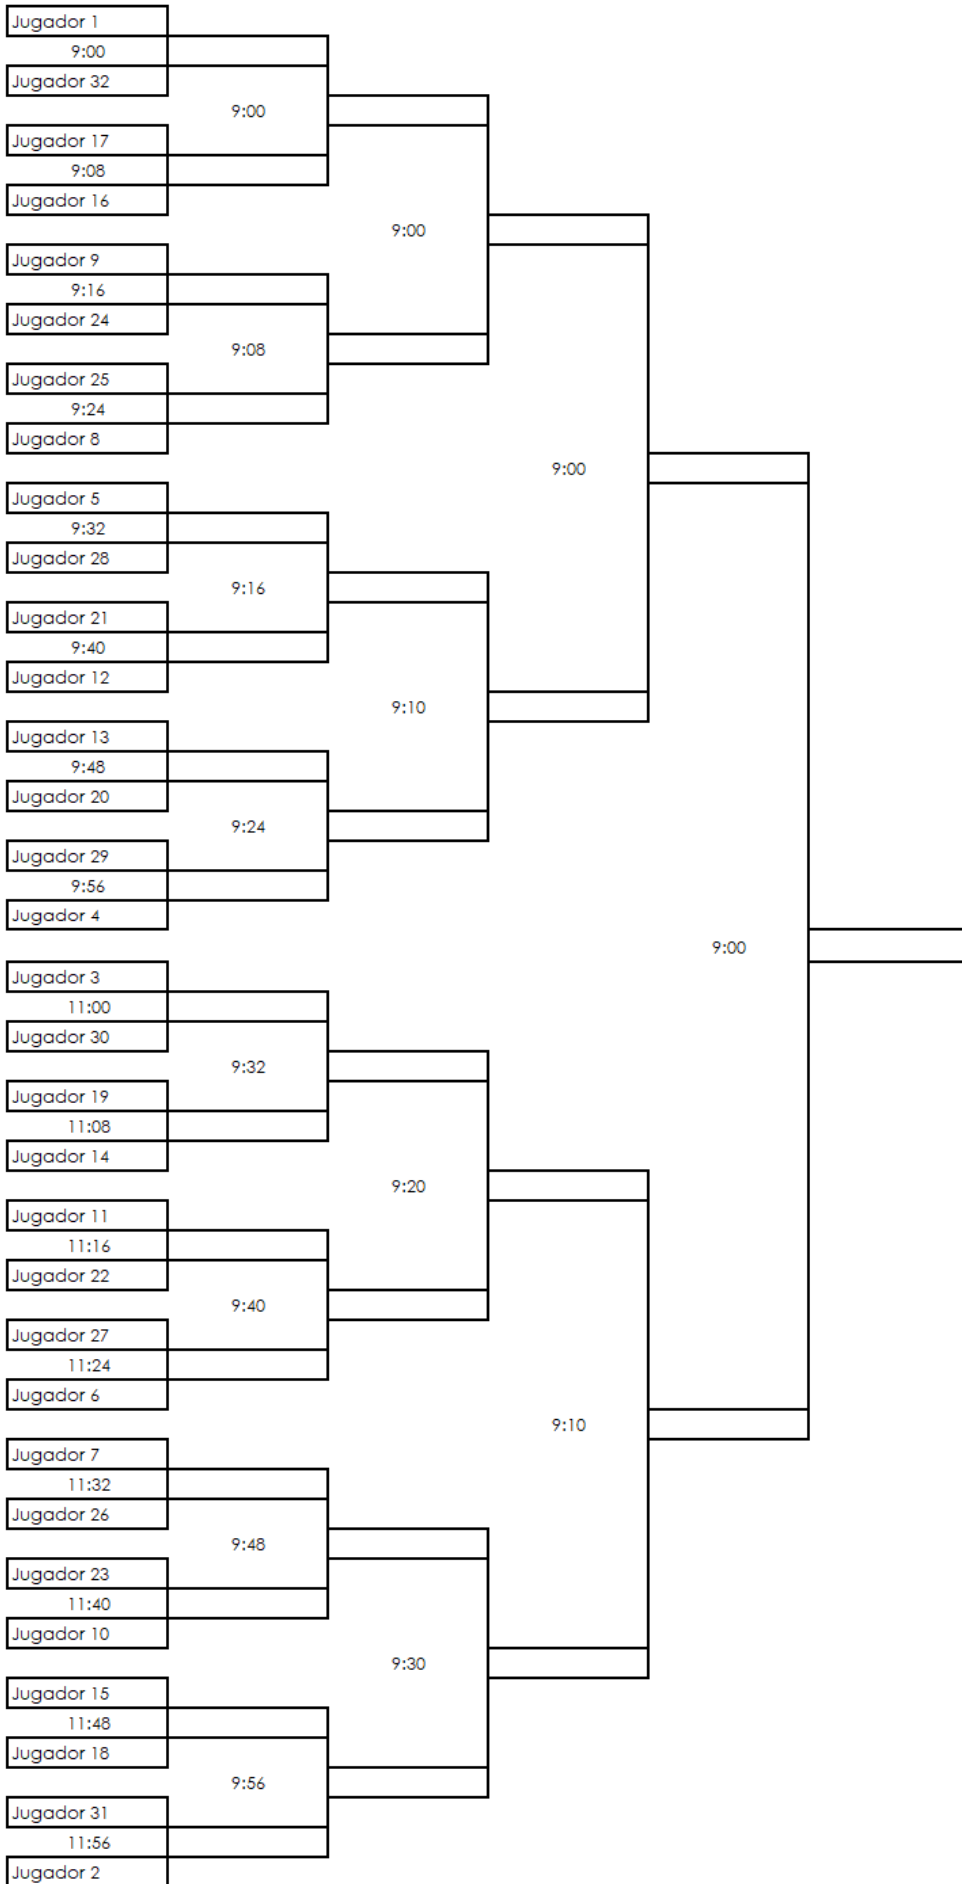 Jugador 1
9:00
Jugador 32
9:00
Jugador 17
9:08
Jugador 16
9:00
Jugador 9
9:16
Jugador 24
9:08
Jugador 25
9:24
Jugador 8
9:00
Jugador 5
9:32
Jugador 28
9:16
Jugador 21
9:40
Jugador 12
9:10
Jugador 13
9:48
Jugador 20
9:24
Jugador 29
9:56
Jugador 4
9:00
Jugador 3
11:00
Jugador 30
9:32
Jugador 19
11:08
Jugador 14
9:20
Jugador 11
11:16
Jugador 22
9:40
Jugador 27
11:24
Jugador 6
9:10
Jugador 7
11:32
Jugador 26
9:48
Jugador 23
11:40
Jugador 10
9:30
Jugador 15
11:48
Jugador 18
9:56
Jugador 31
11:56
Jugador 2